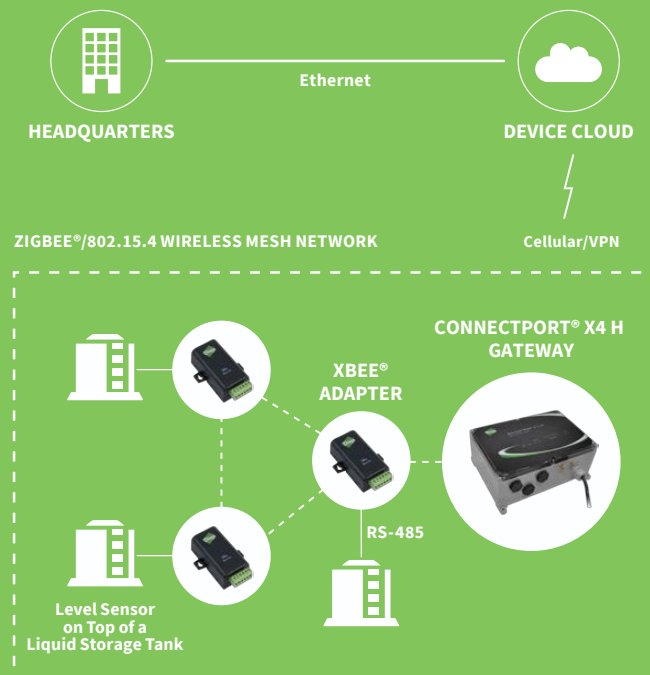 Ethernet
HEADQUARTERS
DEVICE CLOUD
ZIGBEE®/802.15.4 WIRELESS MESH NETWORK
Cellular/VPN
CONNECTPORT® X4 H
GATEWAY
XBEE®
ADAPTER
RS-485
Level Sensor
on Top of a
Liquid Storage Tank